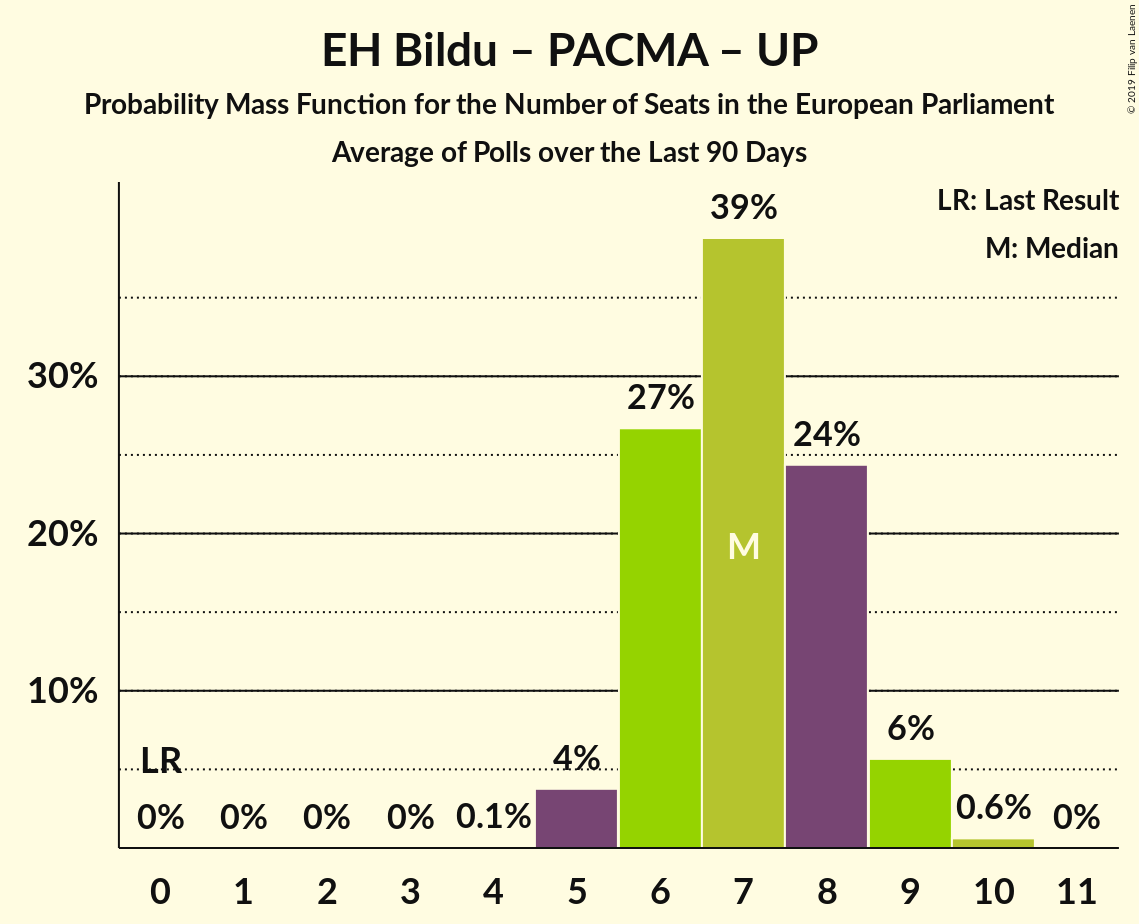 EH Bildu – PACMA – UP
Probability Mass Function for the Number of Seats in the European Parliament
Average of Polls over the Last 90 Days
© 2019 Filip van Laenen
LR: Last Result
M: Median
39%
30%
27%
24%
20%
M
10%
6%
LR
4%
0%
0%
0%
0%
0.1%
0.6%
0%
0 1 2 3 4 5 6 7 8 9 10 11